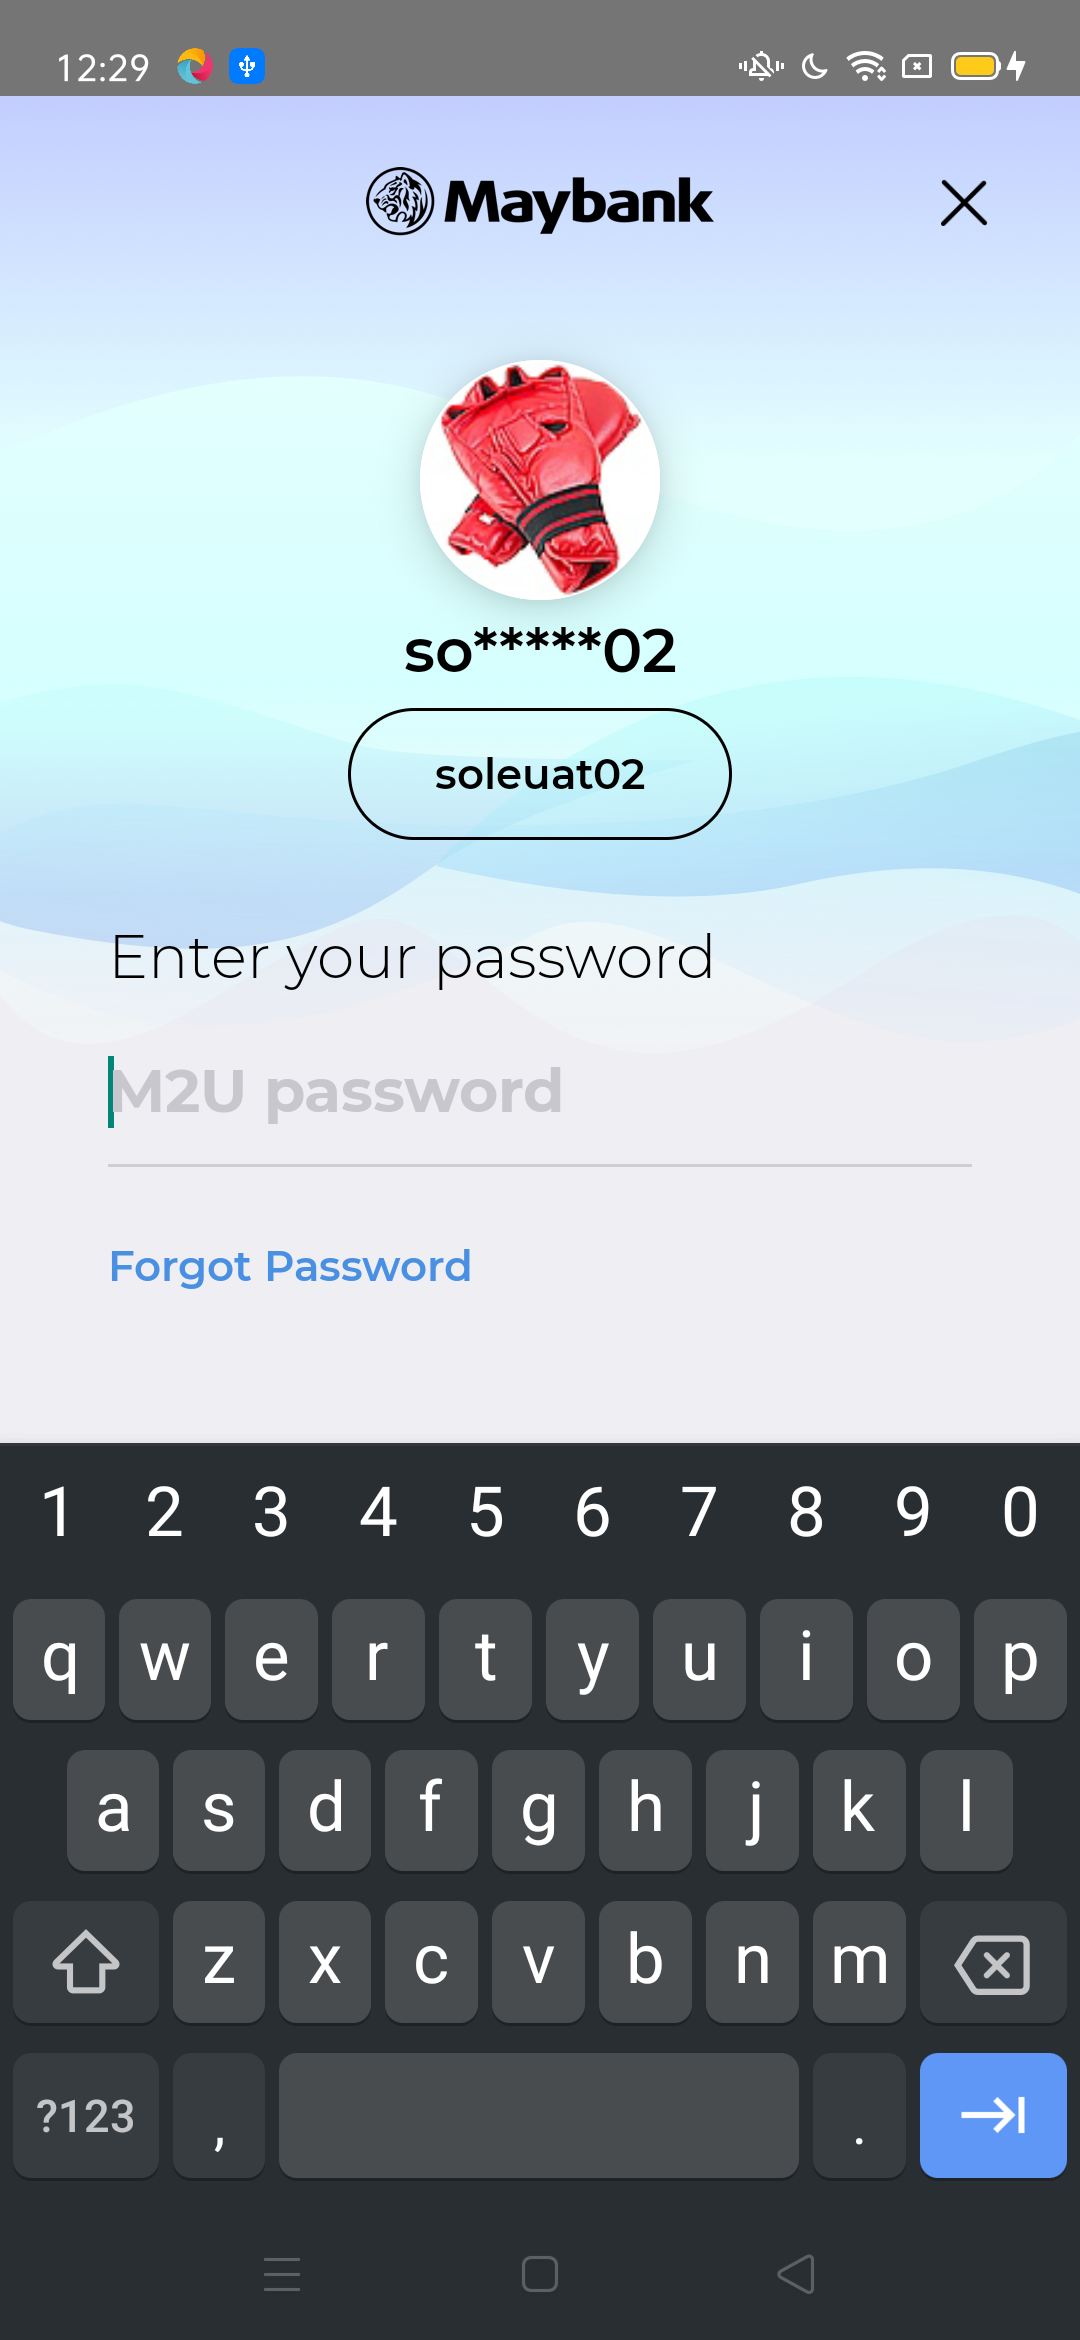 12:29
Maybank
so*****02
soleuat02
Enter your password
M2U password
Forgot Password
1 2 3 4 5 6 7 8 9 0
q w e r t y u i o p
a s d f g h j k l
z x c v b n m
?123 , .